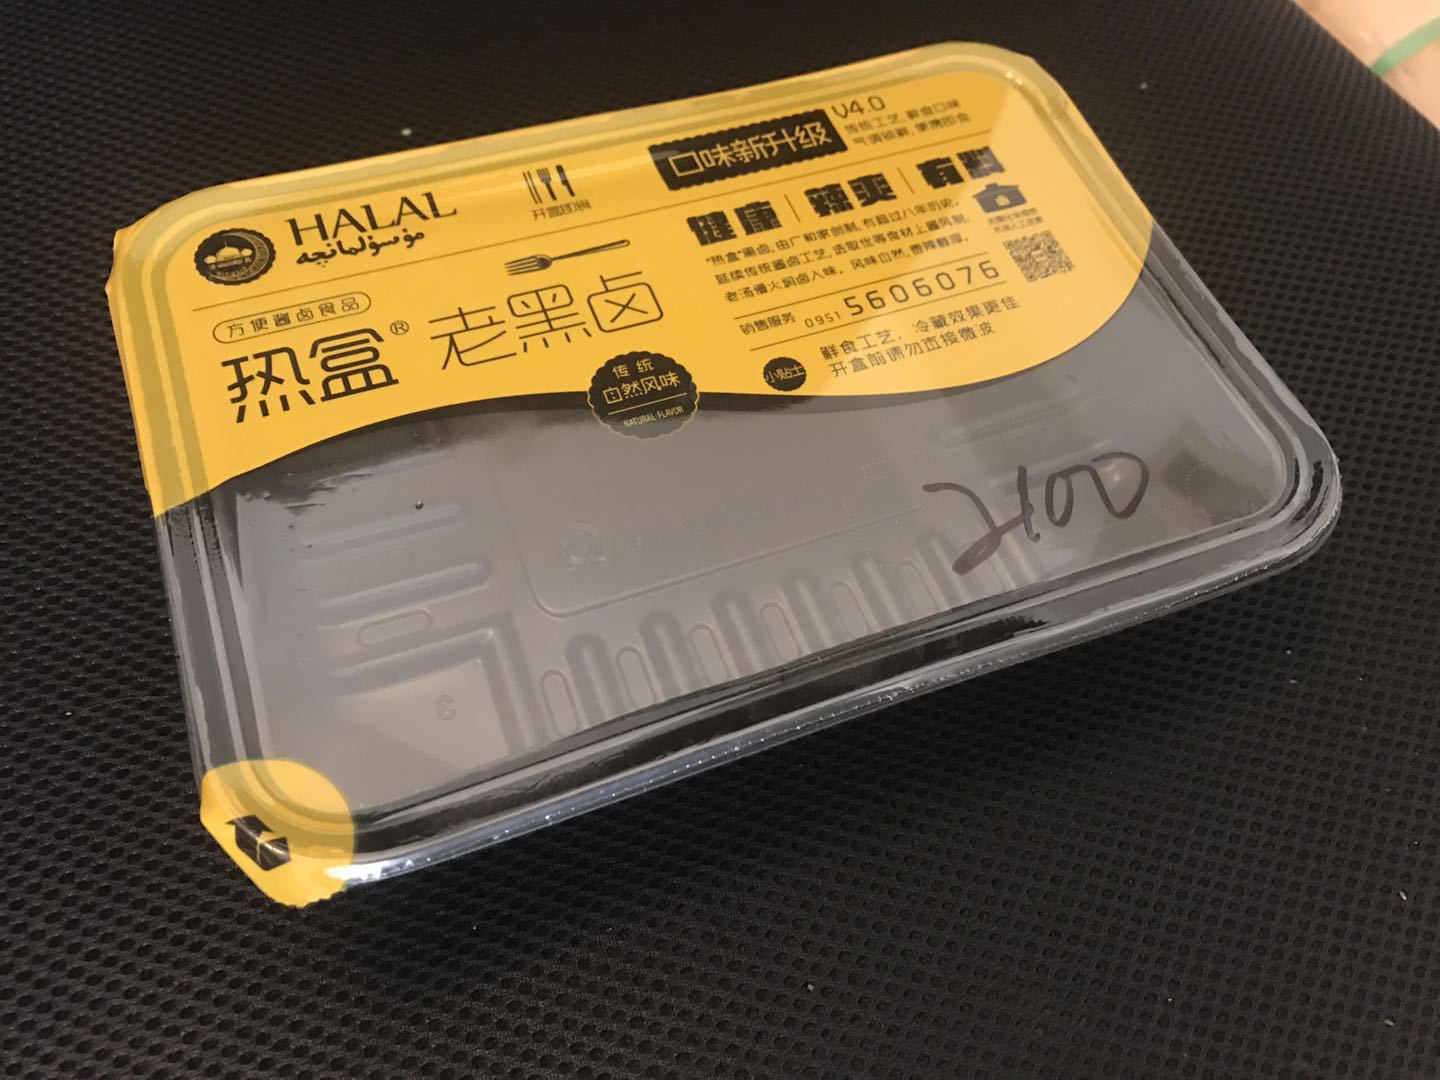 HALAL
مۇسۇلمانچە
开盒即食
口味新升级
V4.0
传统工艺，鲜食口味
气调锁鲜，便携即食
方便酱卤食品
热盒®
老黑卤
传统
自然风味
NATURAL FLAVOR
健康｜辣爽｜有
“热盒”黑卤，由厂和家创制，有超过八年历史，
延续传统酱卤工艺，选取优等食材上酱风制，
老汤慢火焖卤入味，风味自然，香辣醇厚。
销售服务 0951 5606076
小贴士
鲜食工艺，冷藏效果更佳
开盒前请勿直接微波
3